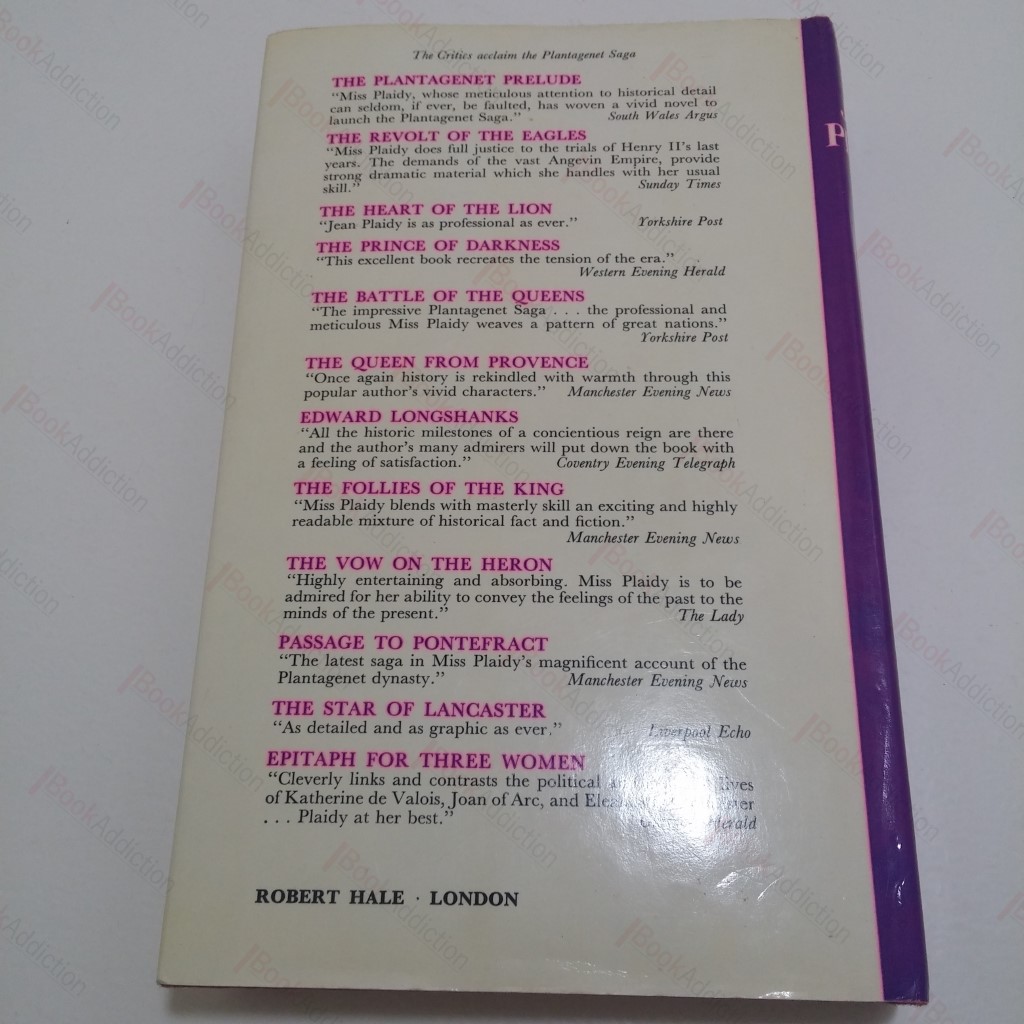 The Critics acclaim the Plantagenet Saga
THE PLANTAGENET PRELUDE
“Miss Plaidy, whose meticulous attention to historical detail
can seldom, if ever, be faulted, has woven a vivid novel to
launch the Plantagenet Saga.” South Wales Argus
THE REVOLT OF THE EAGLES
“Miss Plaidy does full justice to the trials of Henry II's last
years. The demands of the vast Angevin Empire, provide
strong dramatic material which she handles with her usual
skill.” Sunday Times
THE HEART OF THE LION
“Jean Plaidy is as professional as ever.” Yorkshire Post
THE PRINCE OF DARKNESS
“This excellent book recreates the tension of the era.”
Western Evening Herald
THE BATTLE OF THE QUEENS
“The impressive Plantagenet Saga . . . the professional and
meticulous Miss Plaidy weaves a pattern of great nations.”
Yorkshire Post
THE QUEEN FROM PROVENCE
“Once again history is rekindled with warmth through this
popular author's vivid characters.” Manchester Evening News
EDWARD LONGSHANKS
“All the historic milestones of a concientious reign are there
and the author's many admirers will put down the book with
a feeling of satisfaction.” Coventry Evening Telegraph
THE FOLLIES OF THE KING
“Miss Plaidy blends with masterly skill an exciting and highly
readable mixture of historical fact and fiction.”
Manchester Evening News
THE VOW ON THE HERON
“Highly entertaining and absorbing. Miss Plaidy is to be
admired for her ability to convey the feelings of the past to the
minds of the present.” The Lady
PASSAGE TO PONTEFRACT
“The latest saga in Miss Plaidy's magnificent account of the
Plantagenet dynasty.” Manchester Evening News
THE STAR OF LANCASTER
“As detailed and as graphic as ever.” Liverpool Echo
EPITAPH FOR THREE WOMEN
“Cleverly links and contrasts the political lives
of Katherine de Valois, Joan of Arc, and
. . . Plaidy at her best.” Herald
ROBERT HALE · LONDON
BookAddiction